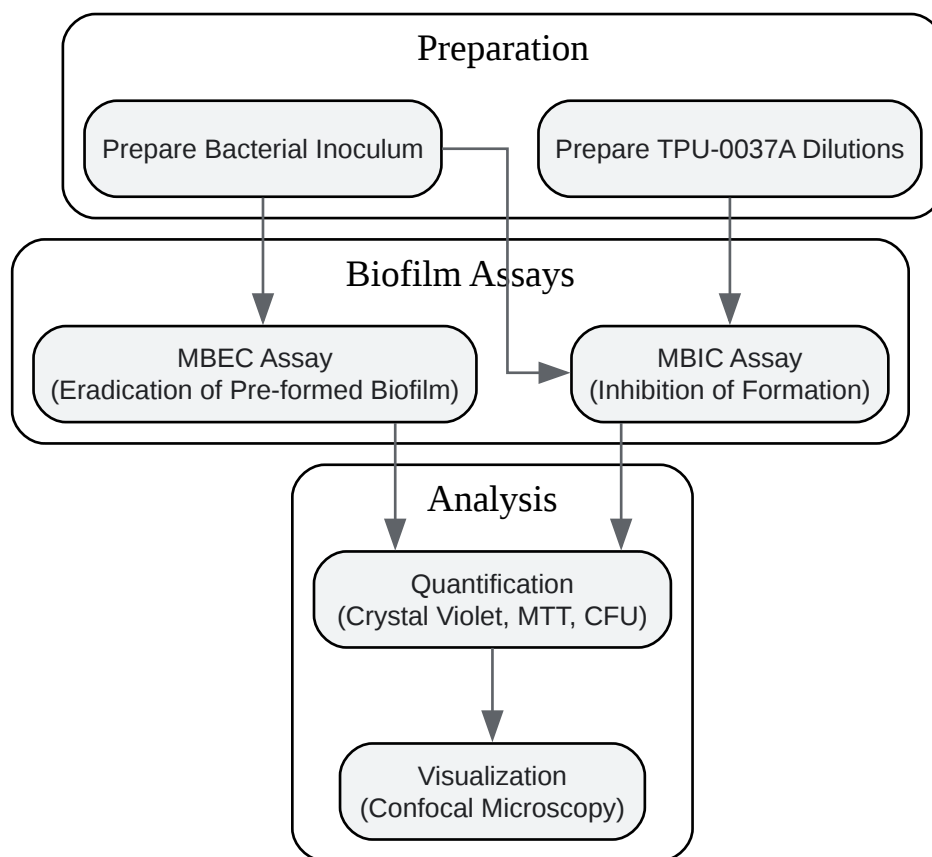 Preparation
Prepare Bacterial Inoculum
Prepare TPU-0037A Dilutions
Biofilm Assays
MBEC Assay
(Eradication of Pre-formed Biofilm)
MBIC Assay
(Inhibition of Formation)
Analysis
Quantification
(Crystal Violet, MTT, CFU)
Visualization
(Confocal Microscopy)